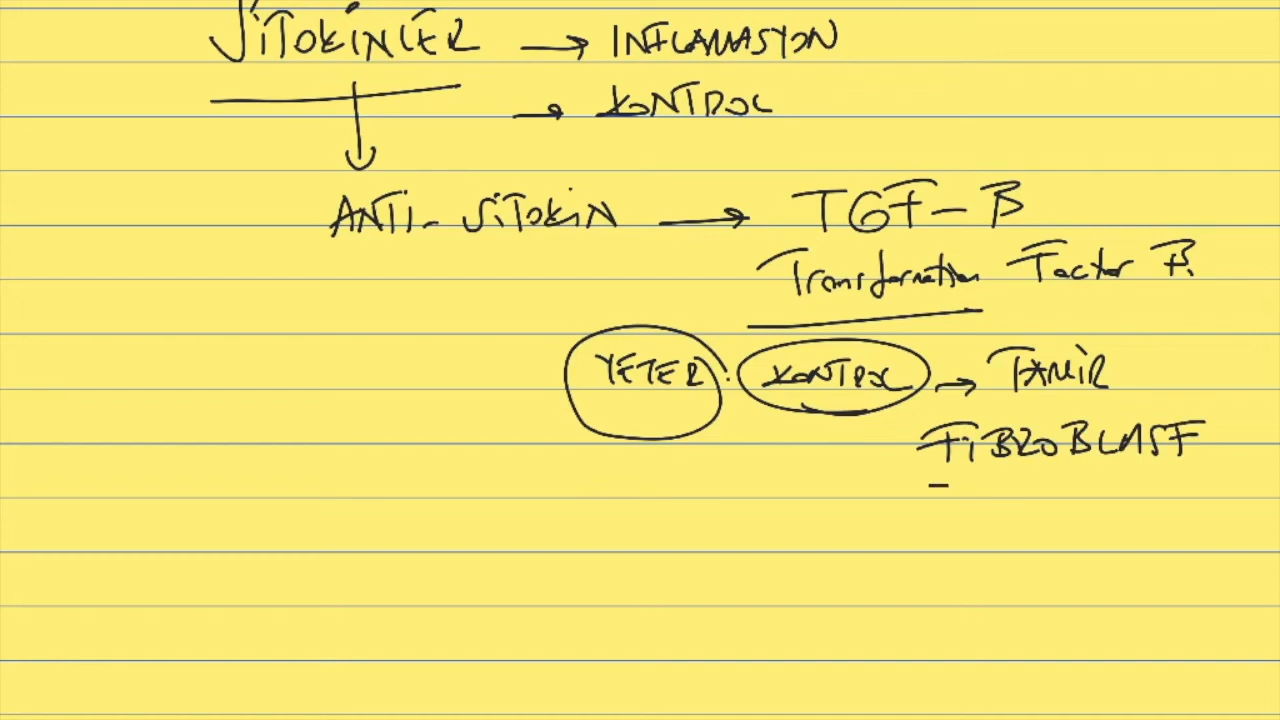 SİTOKİNLER → İNFLAMASYON
→ KONTROL
ANTİ-SİTOKİN → TGF-B
Transformation Factor B
YETER. KONTROL → TAMİR
FİBROBLAST